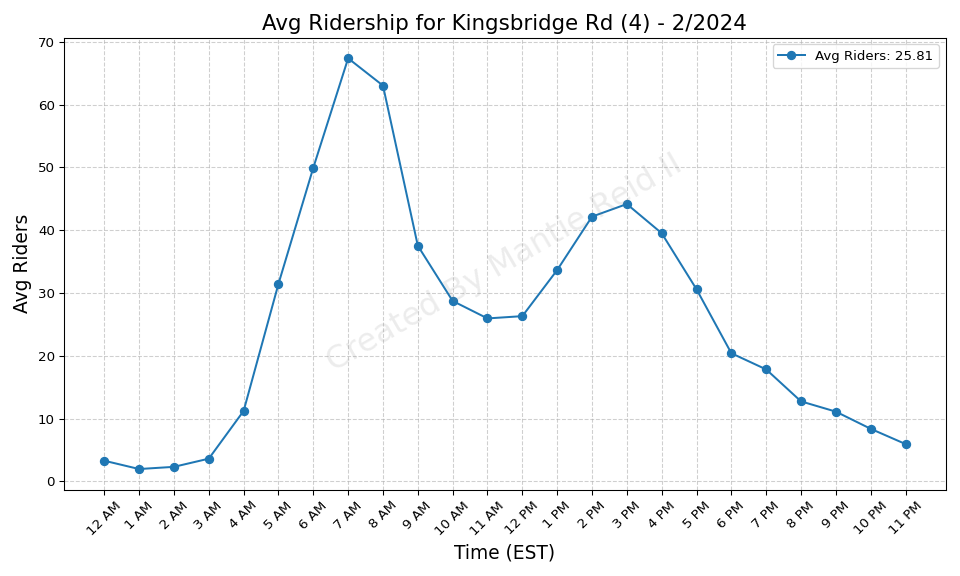 Avg Ridership for Kingsbridge Rd (4) - 2/2024
Avg Riders: 25.81
Avg Riders
70
60
50
40
30
20
10
0
Created By Mantie Reid II
12 AM
1 AM
2 AM
3 AM
4 AM
5 AM
6 AM
7 AM
8 AM
9 AM
10 AM
11 AM
12 PM
1 PM
2 PM
3 PM
4 PM
5 PM
6 PM
7 PM
8 PM
9 PM
10 PM
11 PM
Time (EST)